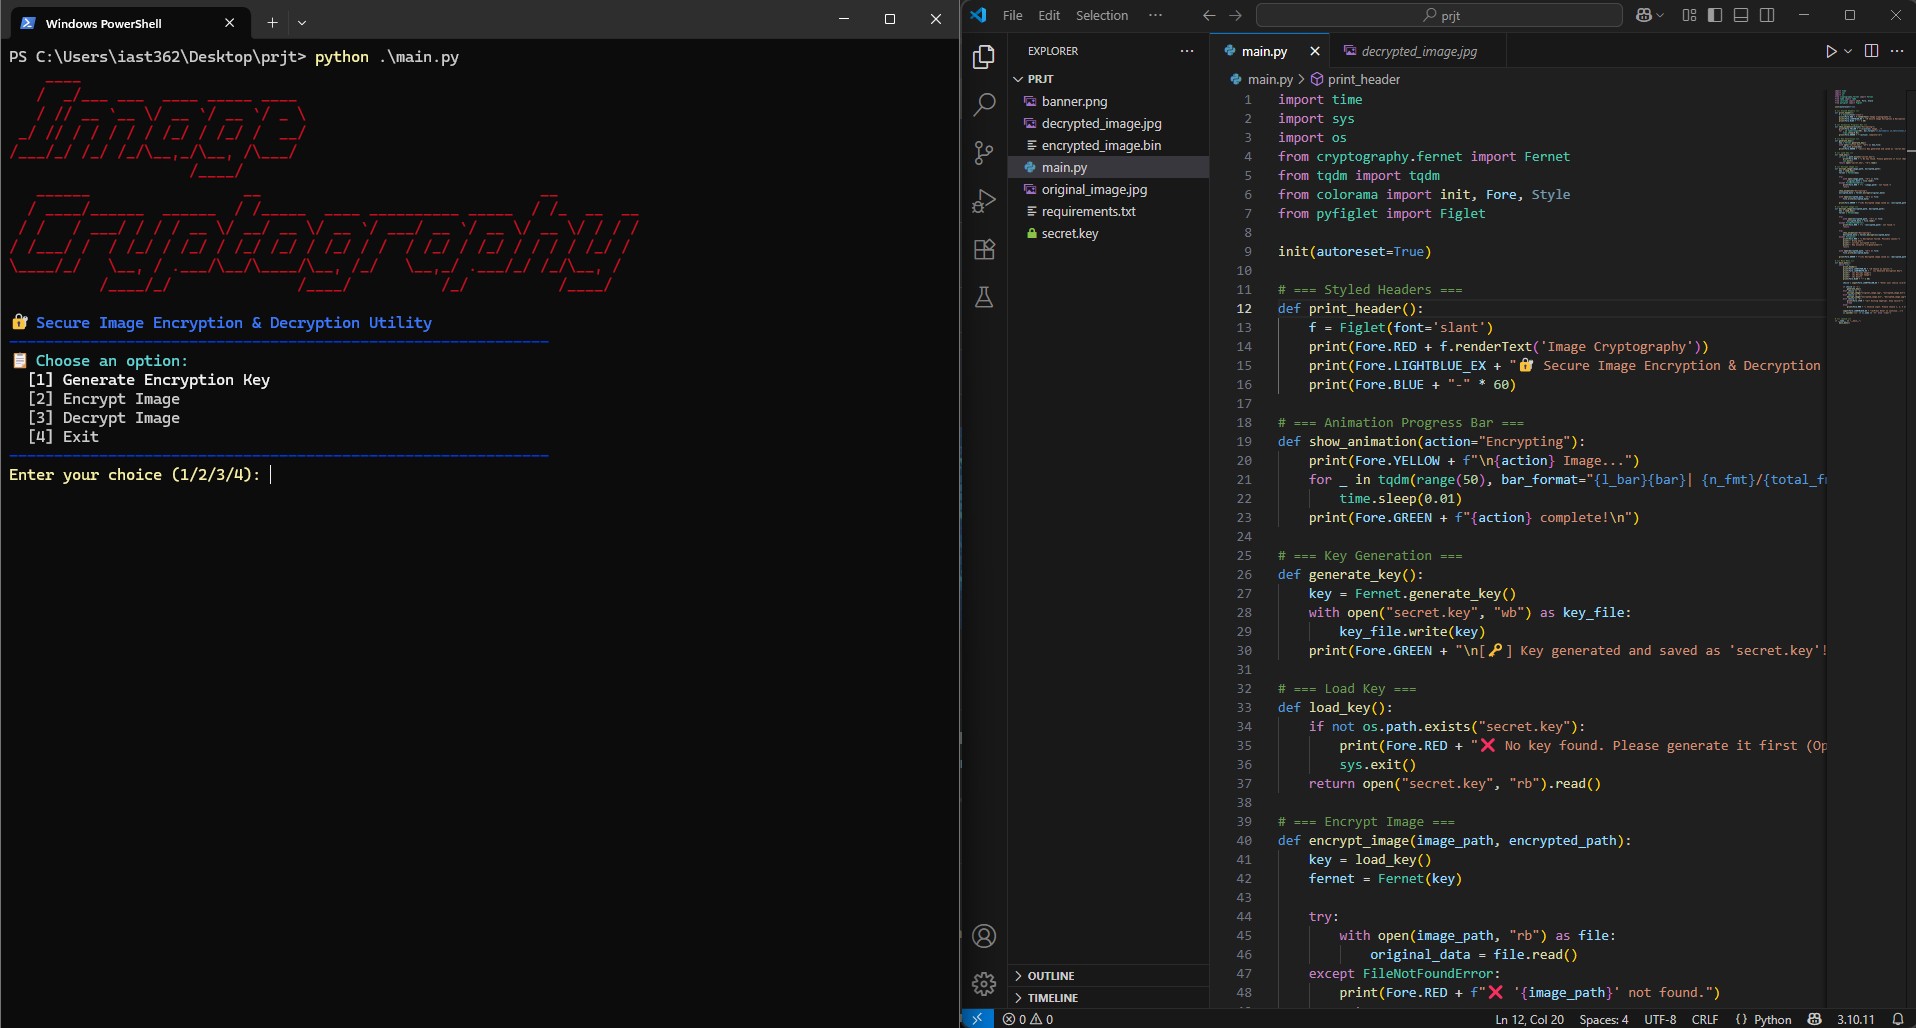 Windows PowerShell
PS C:\Users\iast362\Desktop\prjt> python .\main.py
Image
Cryptography
🔐 Secure Image Encryption & Decryption Utility
------------------------------------------------------------
📋 Choose an option:
[1] Generate Encryption Key
[2] Encrypt Image
[3] Decrypt Image
[4] Exit
------------------------------------------------------------
Enter your choice (1/2/3/4):
File Edit Selection ···
prjt
EXPLORER ···
PRJT
banner.png
decrypted_image.jpg
encrypted_image.bin
main.py
original_image.jpg
requirements.txt
secret.key
OUTLINE
TIMELINE
main.py
decrypted_image.jpg
main.py > print_header
1 import time
2 import sys
3 import os
4 from cryptography.fernet import Fernet
5 from tqdm import tqdm
6 from colorama import init, Fore, Style
7 from pyfiglet import Figlet
8
9 init(autoreset=True)
10
11 # === Styled Headers ===
12 def print_header():
13 f = Figlet(font='slant')
14 print(Fore.RED + f.renderText('Image Cryptography'))
15 print(Fore.LIGHTBLUE_EX + "🔐 Secure Image Encryption & Decryption
16 print(Fore.BLUE + "-" * 60)
17
18 # === Animation Progress Bar ===
19 def show_animation(action="Encrypting"):
20 print(Fore.YELLOW + f"\n{action} Image...")
21 for _ in tqdm(range(50), bar_format="{l_bar}{bar}| {n_fmt}/{total_f
22 time.sleep(0.01)
23 print(Fore.GREEN + f"{action} complete!\n")
24
25 # === Key Generation ===
26 def generate_key():
27 key = Fernet.generate_key()
28 with open("secret.key", "wb") as key_file:
29 key_file.write(key)
30 print(Fore.GREEN + "\n[🔑] Key generated and saved as 'secret.key'!
31
32 # === Load Key ===
33 def load_key():
34 if not os.path.exists("secret.key"):
35 print(Fore.RED + "❌ No key found. Please generate it first (Op
36 sys.exit()
37 return open("secret.key", "rb").read()
38
39 # === Encrypt Image ===
40 def encrypt_image(image_path, encrypted_path):
41 key = load_key()
42 fernet = Fernet(key)
43
44 try:
45 with open(image_path, "rb") as file:
46 original_data = file.read()
47 except FileNotFoundError:
48 print(Fore.RED + f"❌ '{image_path}' not found.")
0 0
Ln 12, Col 20 Spaces: 4 UTF-8 CRLF {} Python 3.10.11